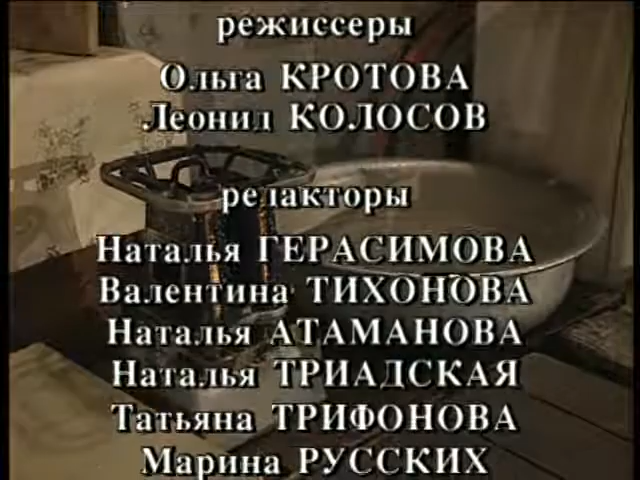 режиссеры
Ольга КРОТОВА
Леонид КОЛОСОВ
редакторы
Наталья ГЕРАСИМОВА
Валентина ТИХОНОВА
Наталья АТАМАНОВА
Наталья ТРИАДСКАЯ
Татьяна ТРИФОНОВА
Марина РУССКИХ